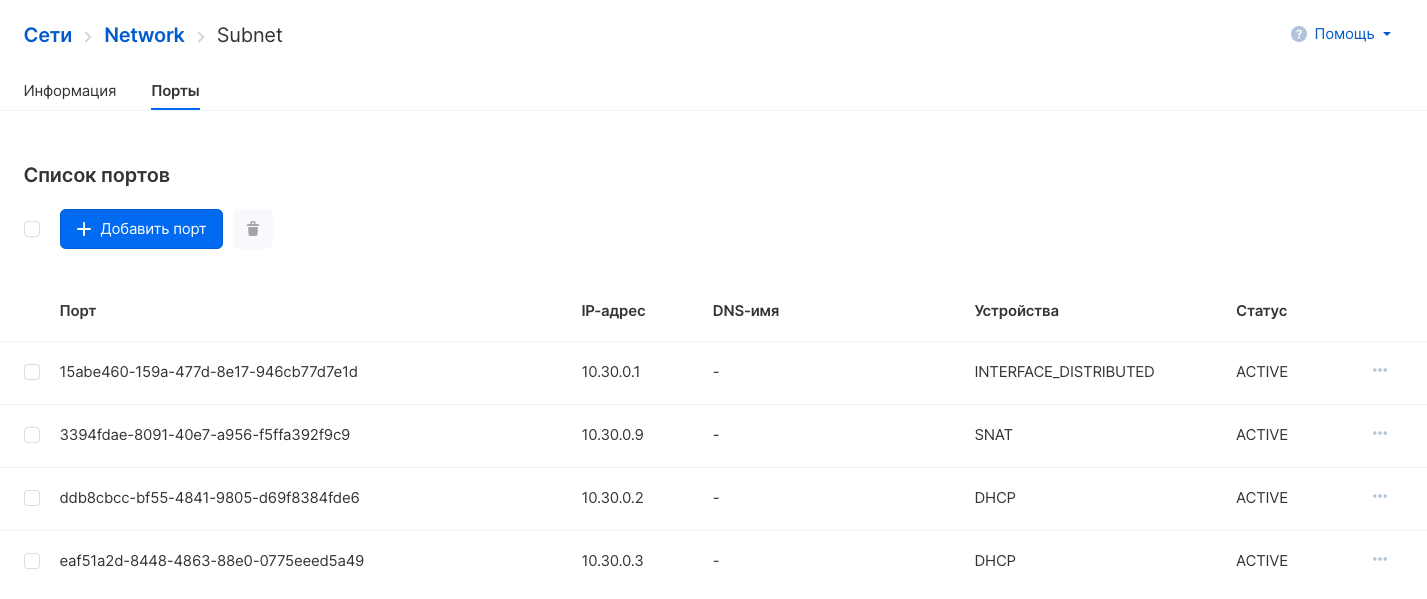 Сети > Network > Subnet
? Помощь
Информация Порты
Список портов
+ Добавить порт
Порт IP-адрес DNS-имя Устройства Статус
15abe460-159a-477d-8e17-946cb77d7e1d 10.30.0.1 - INTERFACE_DISTRIBUTED ACTIVE ...
3394fdae-8091-40e7-a956-f5ffa392f9c9 10.30.0.9 - SNAT ACTIVE ...
ddb8cbcc-bf55-4841-9805-d69f8384fde6 10.30.0.2 - DHCP ACTIVE ...
eaf51a2d-8448-4863-88e0-0775eeed5a49 10.30.0.3 - DHCP ACTIVE ...